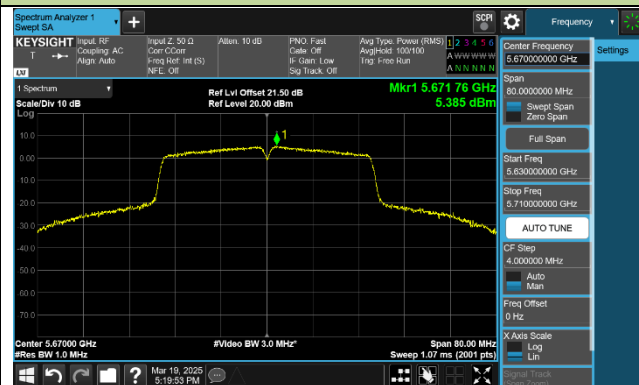 Spectrum Analyzer 1
Swept SA
SCPI
Frequency
KEYSIGHT
Input: RF
Coupling: AC
Align: Auto
Input Z: 50 Ω
Corr CCorr
Freq Ref: Int (S)
NFE: Off
Atten: 10 dB
PNO: Fast
Gate: Off
IF Gain: Low
Sig Track: Off
Avg Type: Power (RMS)
Avg|Hold: 100/100
Trig: Free Run
1 2 3 4 5 6
A W W W W W
A N N N N N
T
LXI
1 Spectrum
Scale/Div 10 dB
Log
Ref Lvl Offset 21.50 dB
Ref Level 20.00 dBm
Mkr1 5.671 76 GHz
5.385 dBm
1
10.0
0.00
-10.0
-20.0
-30.0
-40.0
-50.0
-60.0
-70.0
Center 5.67000 GHz
#Res BW 1.0 MHz
#Video BW 3.0 MHz*
Span 80.00 MHz
Sweep 1.07 ms (2001 pts)
Mar 19, 2025
5:19:53 PM
Center Frequency
5.670000000 GHz
Settings
Span
80.0000000 MHz
Swept Span
Zero Span
Full Span
Start Freq
5.630000000 GHz
Stop Freq
5.710000000 GHz
AUTO TUNE
CF Step
4.000000 MHz
Auto
Man
Freq Offset
0 Hz
X Axis Scale
Log
Lin
Signal Track
(Span Zoom)